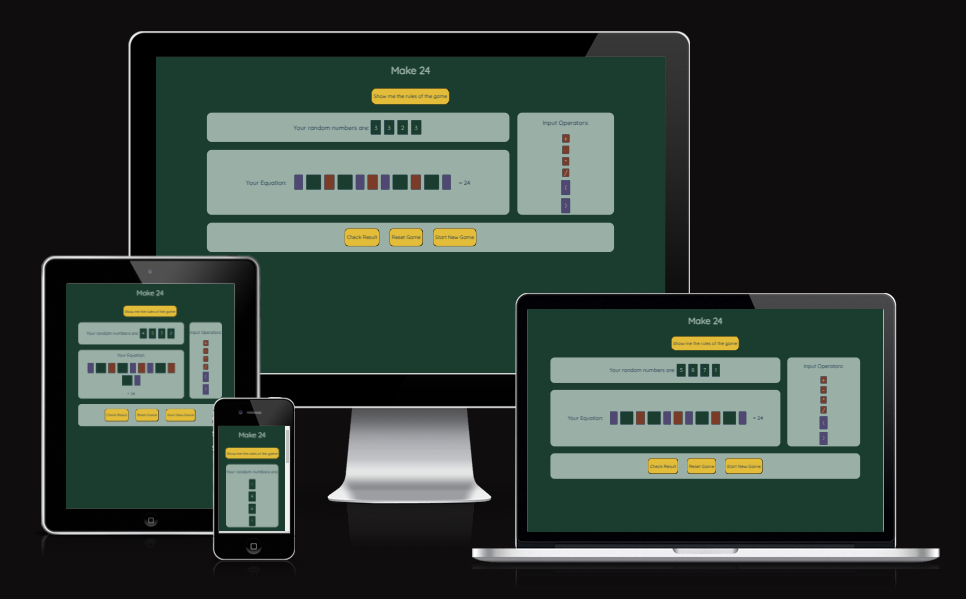 Make 24
Show me the rules of the game
Your random numbers are: 3 3 2 3
Input Operators
+
-
*
/
(
)
Your Equation: = 24
Check Result Reset Game Start New Game
Make 24
Show me the rules of the game
Your random numbers are:
Input Operators
Your Equation:
= 24
Check Result Reset Game Start New Game
Make 24
Show me the rules of the game
Your random numbers are:
Make 24
Show me the rules of the game
Your random numbers are: 5 8 7 1
Input Operators
+
-
*
/
(
)
Your Equation: = 24
Check Result Reset Game Start New Game